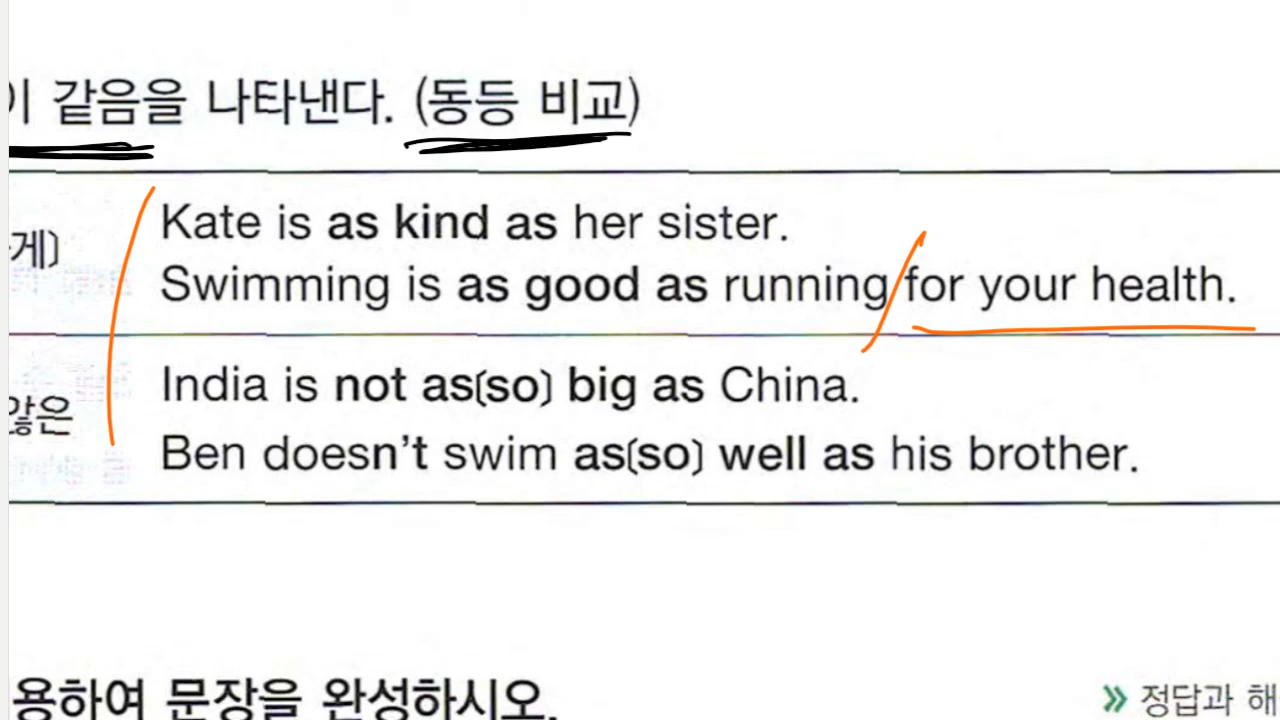 이 같음을 나타낸다. (동등 비교)
게)
Kate is as kind as her sister.
Swimming is as good as running for your health.
않은
India is not as(so) big as China.
Ben doesn't swim as(so) well as his brother.
용하여 문장을 완성하시오.
» 정답과 해